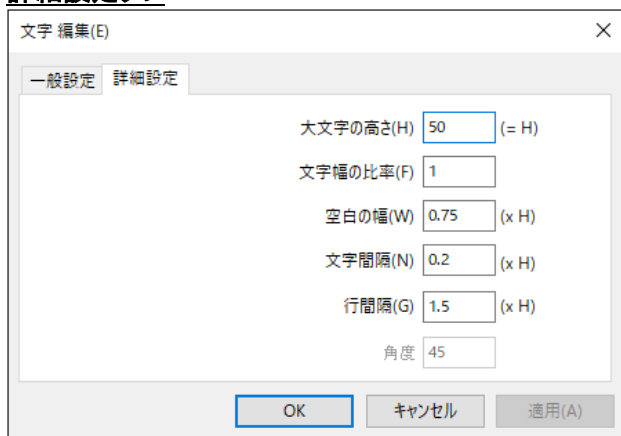 文字 編集(E)
一般設定 詳細設定
大文字の高さ(H) 50 (= H)
文字幅の比率(F) 1
空白の幅(W) 0.75 (x H)
文字間隔(N) 0.2 (x H)
行間隔(G) 1.5 (x H)
角度 45
OK キャンセル 適用(A)